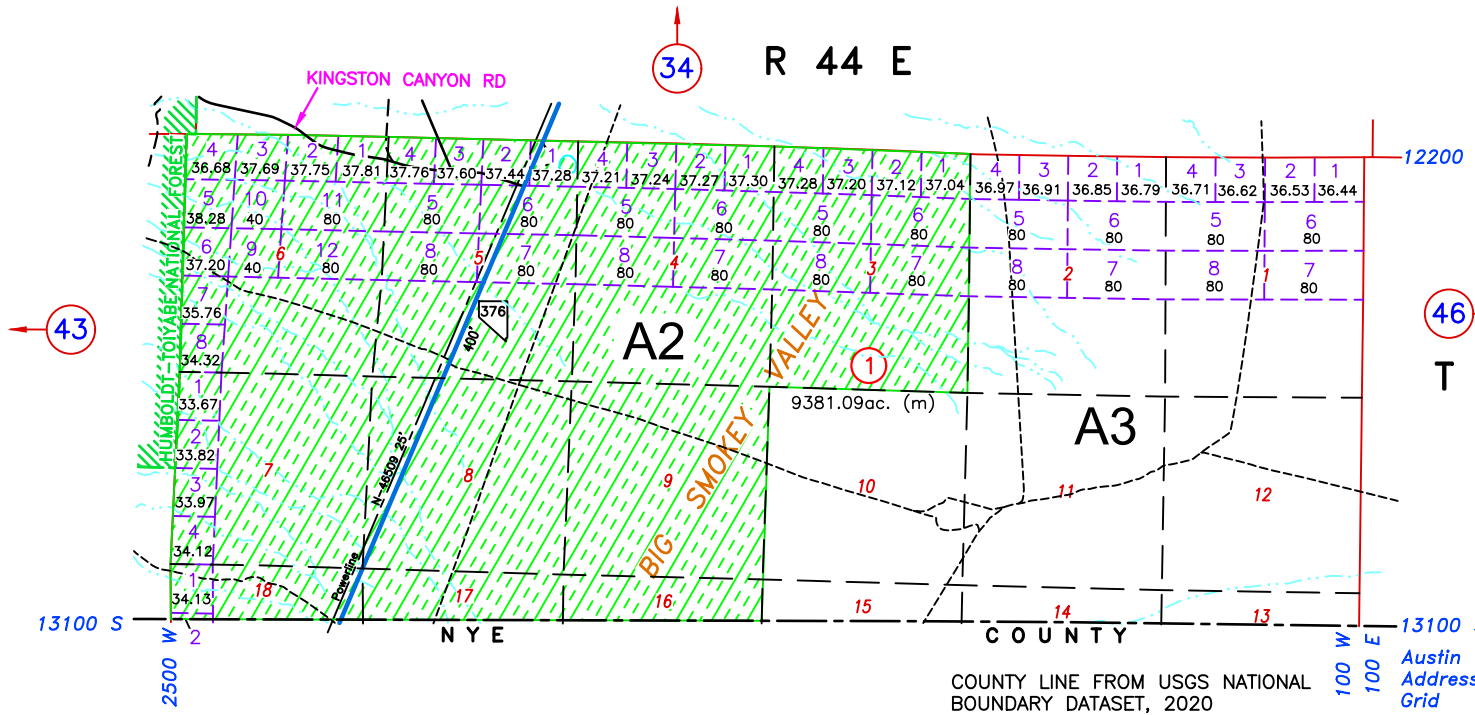 34
R 44 E
KINGSTON CANYON RD
4 3 2 1 4 3 2 1 4 3 2 1 4 3 2 1 4 3 2 1 4 3 2 1
36.68 37.69 37.75 37.81 37.76 37.60 37.44 37.28 37.21 37.24 37.27 37.30 37.28 37.20 37.12 37.04 36.97 36.91 36.85 36.79 36.71 36.62 36.53 36.44
12200
5 10 11 5 6 5 6 5 6 5 6 5 6
38.28 40 80 80 80 80 80 80 80 80 80 80 80
6 9 6 12 8 5 7 8 4 7 8 3 7 8 2 7 8 1 7
37.20 40 80 80 80 80 80 80 80 80 80 80 80
HUMBOLDT-TOIYABE NATIONAL FOREST
7
35.76
8
34.32
43
376
400'
A2
BIG SMOKEY VALLEY
1
9381.09ac. (m)
46
T
A3
1
33.67
2
33.82
3
33.97
4
34.12
1
34.13
2
7 8 9 10 11 12
N-46509 25'
Powerline
18 17 16 15 14 13
13100 S
NYE COUNTY
13100
2500 W
100 W
100 E
Austin
Address
Grid
COUNTY LINE FROM USGS NATIONAL
BOUNDARY DATASET, 2020